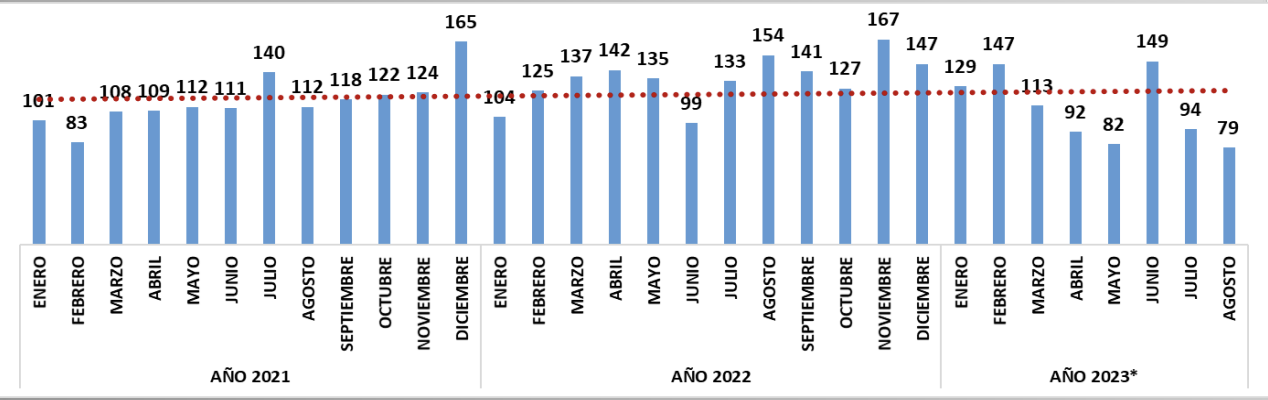 101 83 108 109 112 111 140 112 118 122 124 165 104 125 137 142 135 99 133 154 141 127 167 147 129 147 113 92 82 149 94 79
ENERO FEBRERO MARZO ABRIL MAYO JUNIO JULIO AGOSTO SEPTIEMBRE OCTUBRE NOVIEMBRE DICIEMBRE ENERO FEBRERO MARZO ABRIL MAYO JUNIO JULIO AGOSTO SEPTIEMBRE OCTUBRE NOVIEMBRE DICIEMBRE ENERO FEBRERO MARZO ABRIL MAYO JUNIO JULIO AGOSTO
AÑO 2021 AÑO 2022 AÑO 2023*